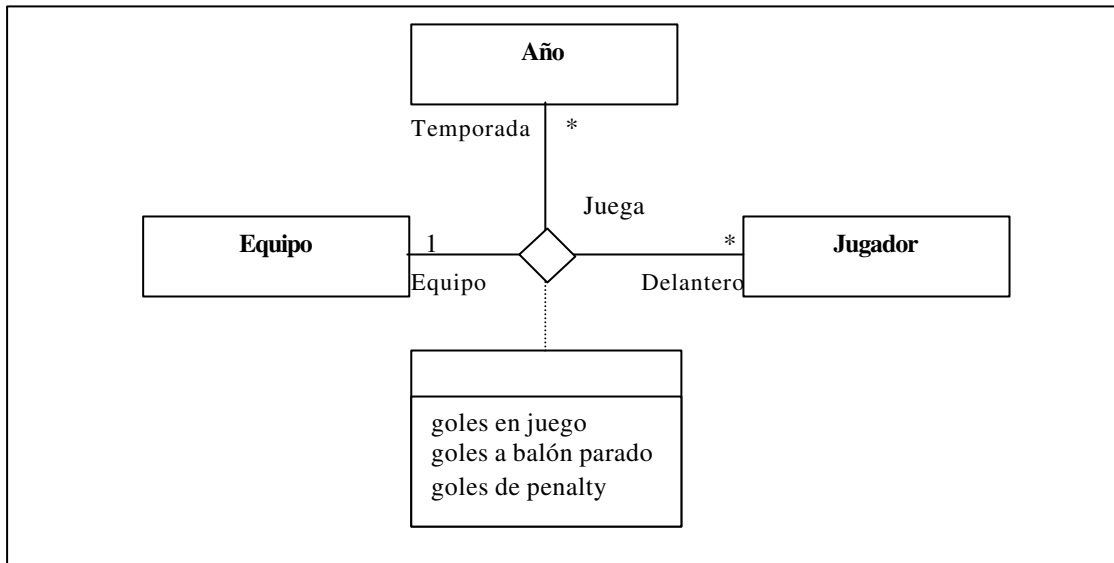 Año
Temporada *
Juega
Equipo 1 * Jugador
Equipo Delantero
goles en juego
goles a balón parado
goles de penalty